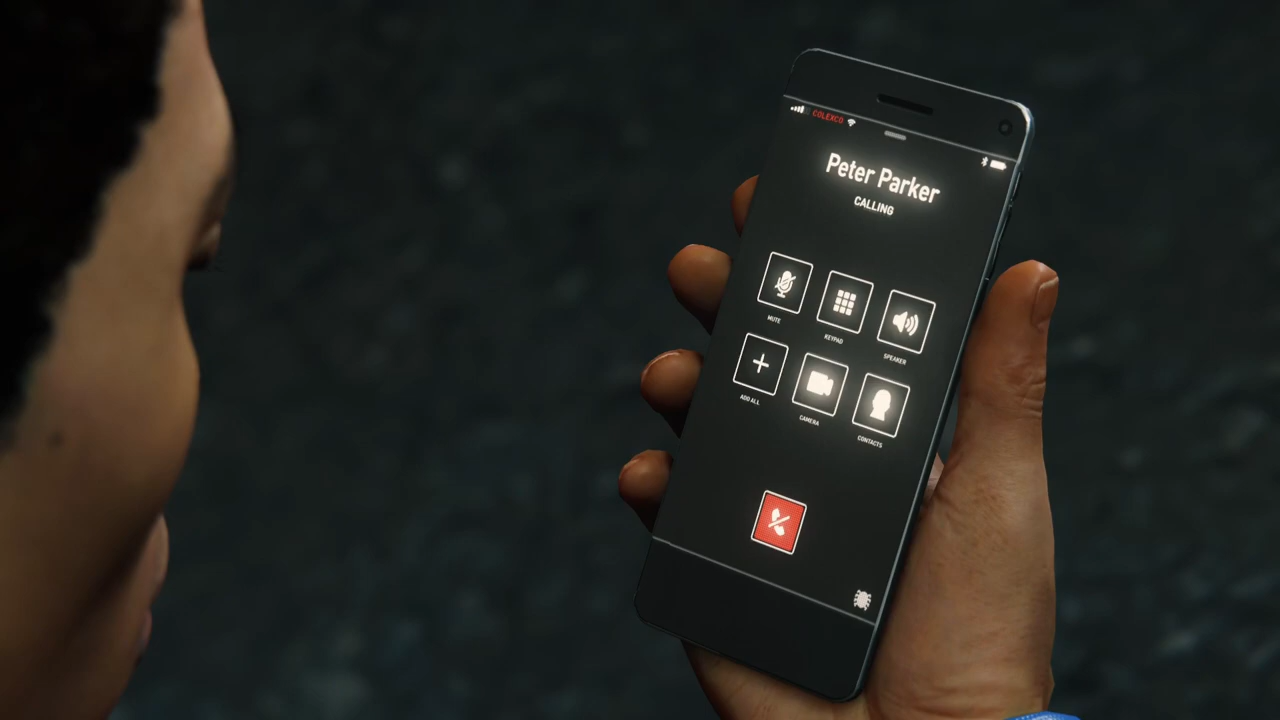 COLEXCO
Peter Parker
CALLING
MUTE
KEYPAD
SPEAKER
ADD ALL
CAMERA
CONTACTS